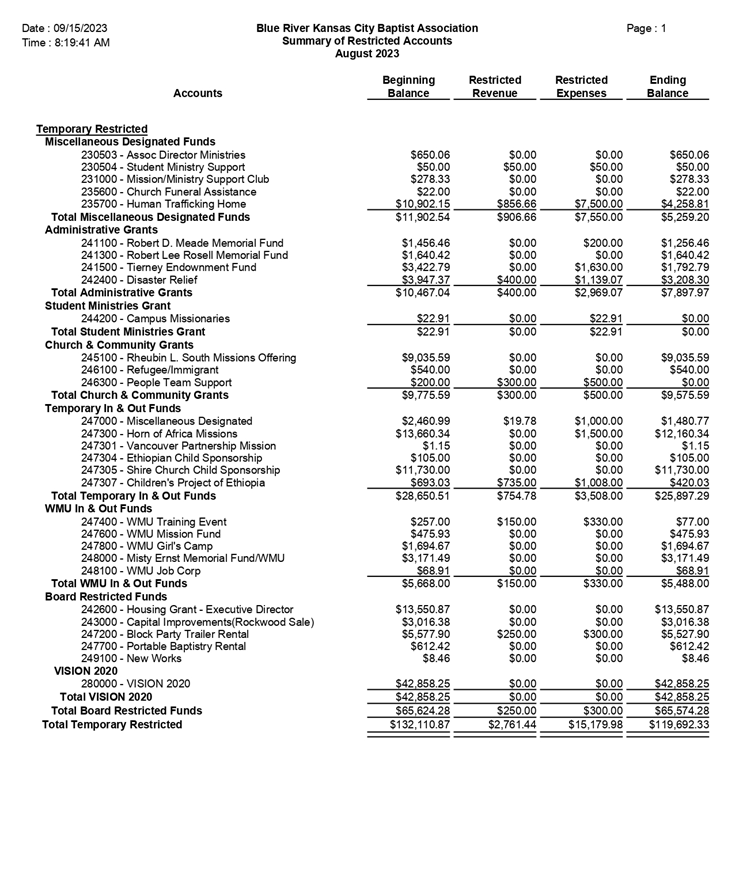 Date : 09/15/2023 Blue River Kansas City Baptist Association Page : 1
Time : 8:19:41 AM Summary of Restricted Accounts
August 2023
Beginning Restricted Restricted Ending
Accounts Balance Revenue Expenses Balance
Temporary Restricted
Miscellaneous Designated Funds
230503 - Assoc Director Ministries $650.06 $0.00 $0.00 $650.06
230504 - Student Ministry Support $50.00 $50.00 $50.00 $50.00
231000 - Mission/Ministry Support Club $278.33 $0.00 $0.00 $278.33
235600 - Church Funeral Assistance $22.00 $0.00 $0.00 $22.00
235700 - Human Trafficking Home $10,902.15 $856.66 $7,500.00 $4,258.81
Total Miscellaneous Designated Funds $11,902.54 $906.66 $7,550.00 $5,259.20
Administrative Grants
241100 - Robert D. Meade Memorial Fund $1,456.46 $0.00 $200.00 $1,256.46
241300 - Robert Lee Rosell Memorial Fund $1,640.42 $0.00 $0.00 $1,640.42
241500 - Tierney Endownment Fund $3,422.79 $0.00 $1,630.00 $1,792.79
242400 - Disaster Relief $3,947.37 $400.00 $1,139.07 $3,208.30
Total Administrative Grants $10,467.04 $400.00 $2,969.07 $7,897.97
Student Ministries Grant
244200 - Campus Missionaries $22.91 $0.00 $22.91 $0.00
Total Student Ministries Grant $22.91 $0.00 $22.91 $0.00
Church & Community Grants
245100 - Rheubin L. South Missions Offering $9,035.59 $0.00 $0.00 $9,035.59
246100 - Refugee/Immigrant $540.00 $0.00 $0.00 $540.00
246300 - People Team Support $200.00 $300.00 $500.00 $0.00
Total Church & Community Grants $9,775.59 $300.00 $500.00 $9,575.59
Temporary In & Out Funds
247000 - Miscellaneous Designated $2,460.99 $19.78 $1,000.00 $1,480.77
247300 - Horn of Africa Missions $13,660.34 $0.00 $1,500.00 $12,160.34
247301 - Vancouver Partnership Mission $1.15 $0.00 $0.00 $1.15
247304 - Ethiopian Child Sponsorship $105.00 $0.00 $0.00 $105.00
247305 - Shire Church Child Sponsorship $11,730.00 $0.00 $0.00 $11,730.00
247307 - Children's Project of Ethiopia $693.03 $735.00 $1,008.00 $420.03
Total Temporary In & Out Funds $28,650.51 $754.78 $3,508.00 $25,897.29
WMU In & Out Funds
247400 - WMU Training Event $257.00 $150.00 $330.00 $77.00
247600 - WMU Mission Fund $475.93 $0.00 $0.00 $475.93
247800 - WMU Girl's Camp $1,694.67 $0.00 $0.00 $1,694.67
248000 - Misty Ernst Memorial Fund/WMU $3,171.49 $0.00 $0.00 $3,171.49
248100 - WMU Job Corp $68.91 $0.00 $0.00 $68.91
Total WMU In & Out Funds $5,668.00 $150.00 $330.00 $5,488.00
Board Restricted Funds
242600 - Housing Grant - Executive Director $13,550.87 $0.00 $0.00 $13,550.87
243000 - Capital Improvements(Rockwood Sale) $3,016.38 $0.00 $0.00 $3,016.38
247200 - Block Party Trailer Rental $5,577.90 $250.00 $300.00 $5,527.90
247700 - Portable Baptistry Rental $612.42 $0.00 $0.00 $612.42
249100 - New Works $8.46 $0.00 $0.00 $8.46
VISION 2020
280000 - VISION 2020 $42,858.25 $0.00 $0.00 $42,858.25
Total VISION 2020 $42,858.25 $0.00 $0.00 $42,858.25
Total Board Restricted Funds $65,624.28 $250.00 $300.00 $65,574.28
Total Temporary Restricted $132,110.87 $2,761.44 $15,179.98 $119,692.33